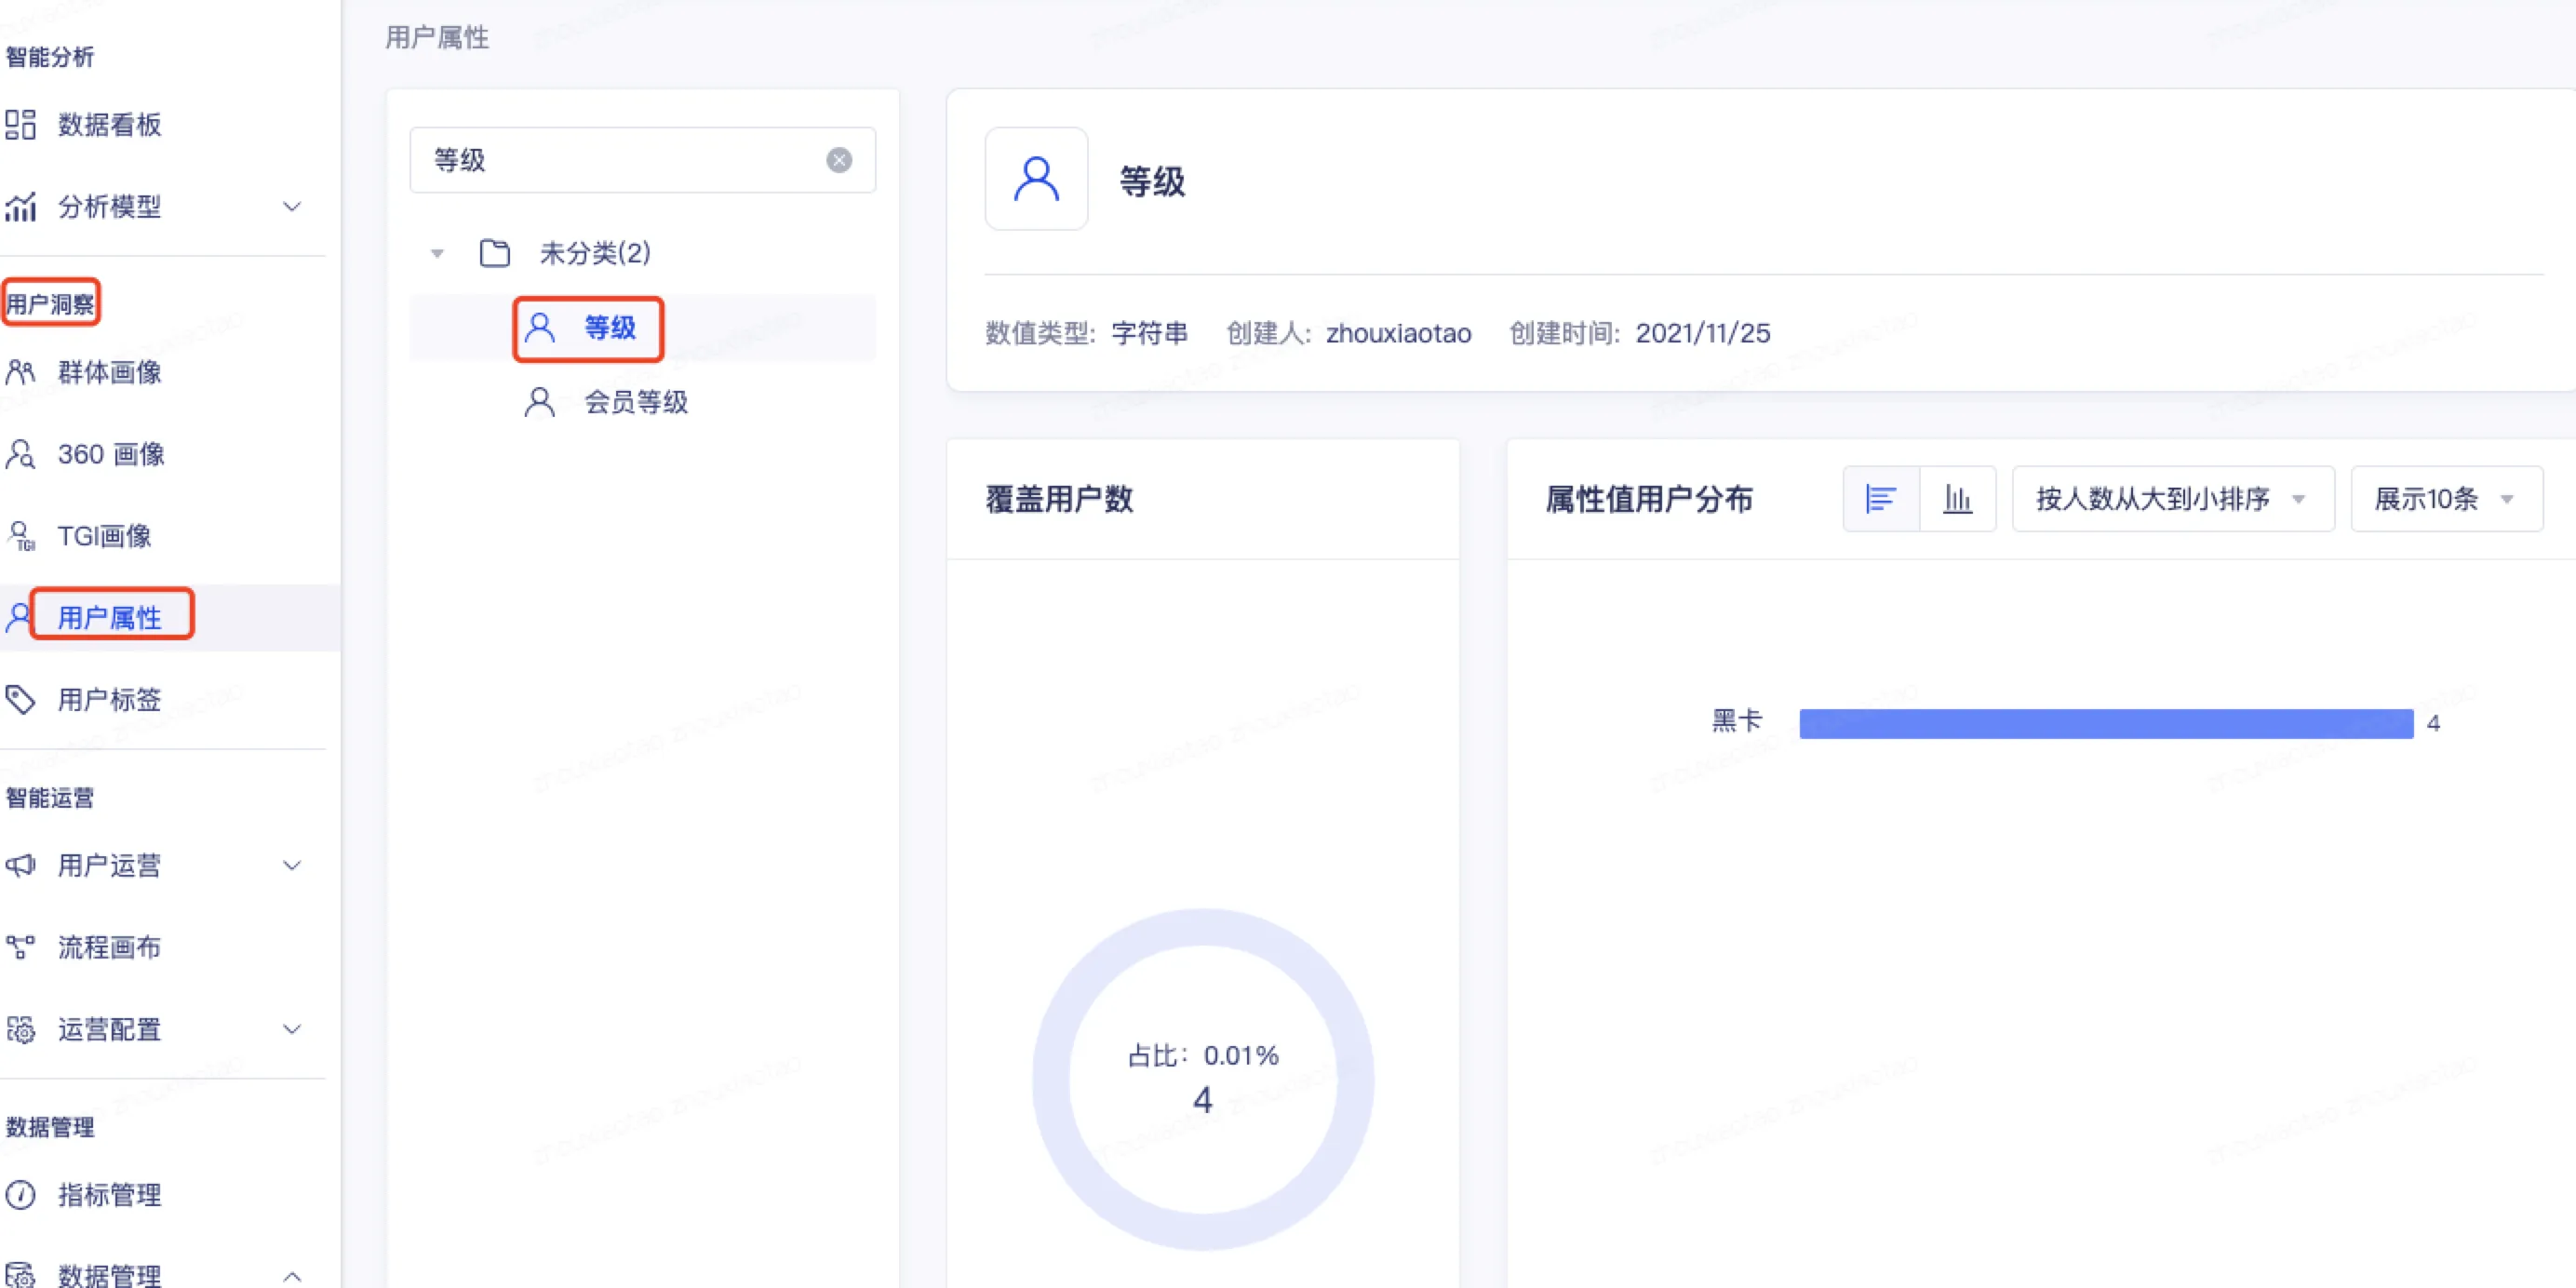 智能分析
数据看板
分析模型
用户洞察
群体画像
360 画像
TGI
TGI画像
用户属性
用户标签
智能运营
用户运营
流程画布
运营配置
数据管理
指标管理
数据管理
用户属性
等级
未分类(2)
等级
会员等级
等级
数值类型: 字符串 创建人: zhouxiaotao 创建时间: 2021/11/25
覆盖用户数
占比: 0.01%
4
属性值用户分布
按人数从大到小排序
展示10条
黑卡 4
zhouxiaotao zhouxiaotao